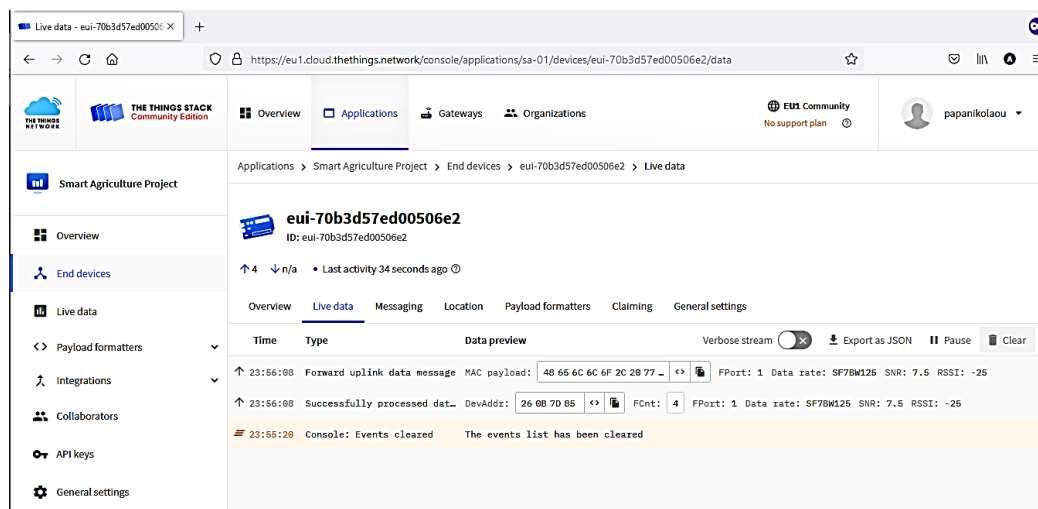 Live data - eui-70b3d57ed00506
https://eu1.cloud.thethings.network/console/applications/sa-01/devices/eui-70b3d57ed00506e2/data
THE THINGS NETWORK
THE THINGS STACK
Community Edition
Overview Applications Gateways Organizations
EU1 Community
No support plan
papanikolaou
Smart Agriculture Project
Overview
End devices
Live data
Payload formatters
Integrations
Collaborators
API keys
General settings
Applications > Smart Agriculture Project > End devices > eui-70b3d57ed00506e2 > Live data
eui-70b3d57ed00506e2
ID: eui-70b3d57ed00506e2
↑ 4 ↓ n/a • Last activity 34 seconds ago
Overview Live data Messaging Location Payload formatters Claiming General settings
Time Type Data preview Verbose stream Export as JSON Pause Clear
↑ 23:56:08 Forward uplink data message MAC payload: 48 65 6C 6C 6F 2C 20 77 … <> FPort: 1 Data rate: SF7BW125 SNR: 7.5 RSSI: -25
↑ 23:56:08 Successfully processed dat… DevAddr: 26 0B 7D 85 <> FCnt: 4 FPort: 1 Data rate: SF7BW125 SNR: 7.5 RSSI: -25
23:55:20 Console: Events cleared The events list has been cleared